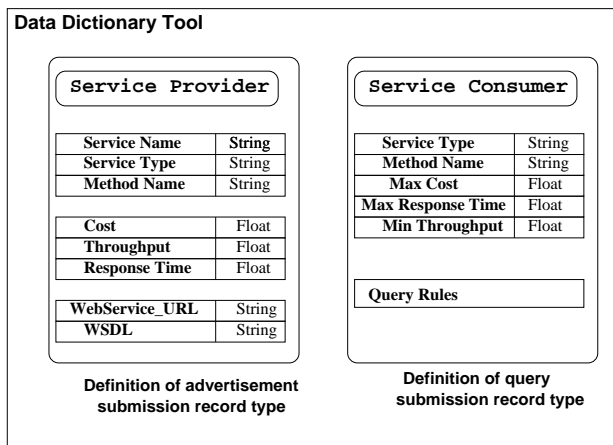 Data Dictionary Tool
Service Provider
Service Name String
Service Type String
Method Name String
Cost Float
Throughput Float
Response Time Float
WebService_URL String
WSDL String
Definition of advertisement
submission record type
Service Consumer
Service Type String
Method Name String
Max Cost Float
Max Response Time Float
Min Throughput Float
Query Rules
Definition of query
submission record type